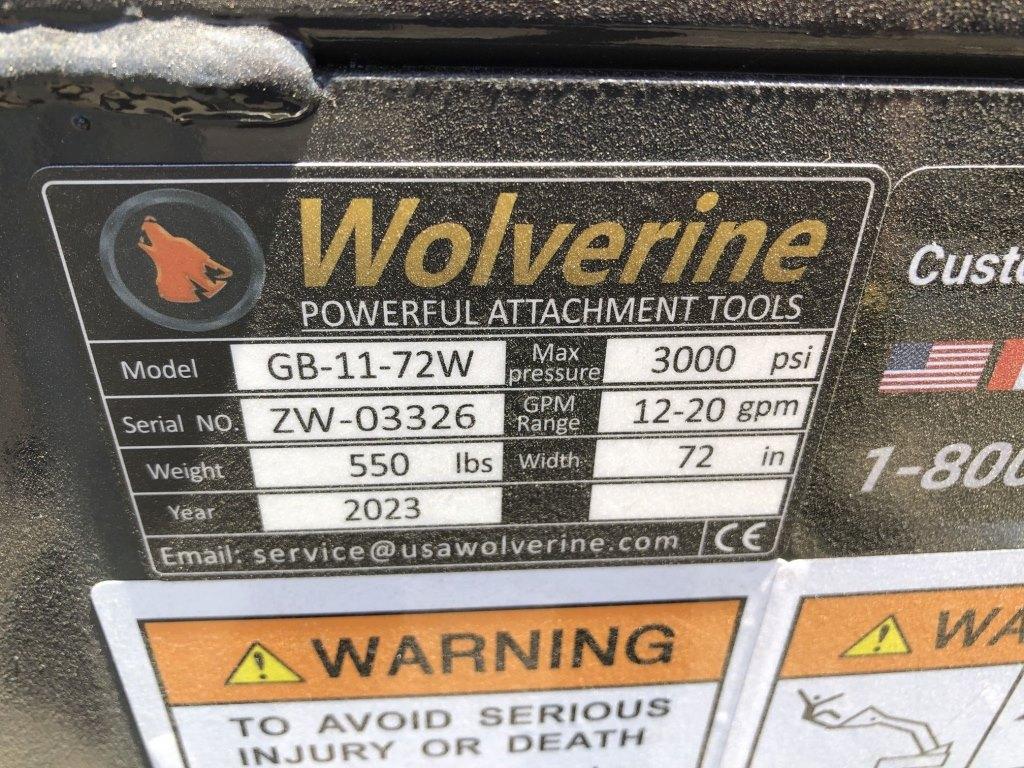 Wolverine
POWERFUL ATTACHMENT TOOLS
Model GB-11-72W Max pressure 3000 psi
Serial NO. ZW-03326 GPM Range 12-20 gpm
Weight 550 lbs Width 72 in
Year 2023
Email: service@usawolverine.com CE
WARNING
TO AVOID SERIOUS
INJURY OR DEATH
1-800